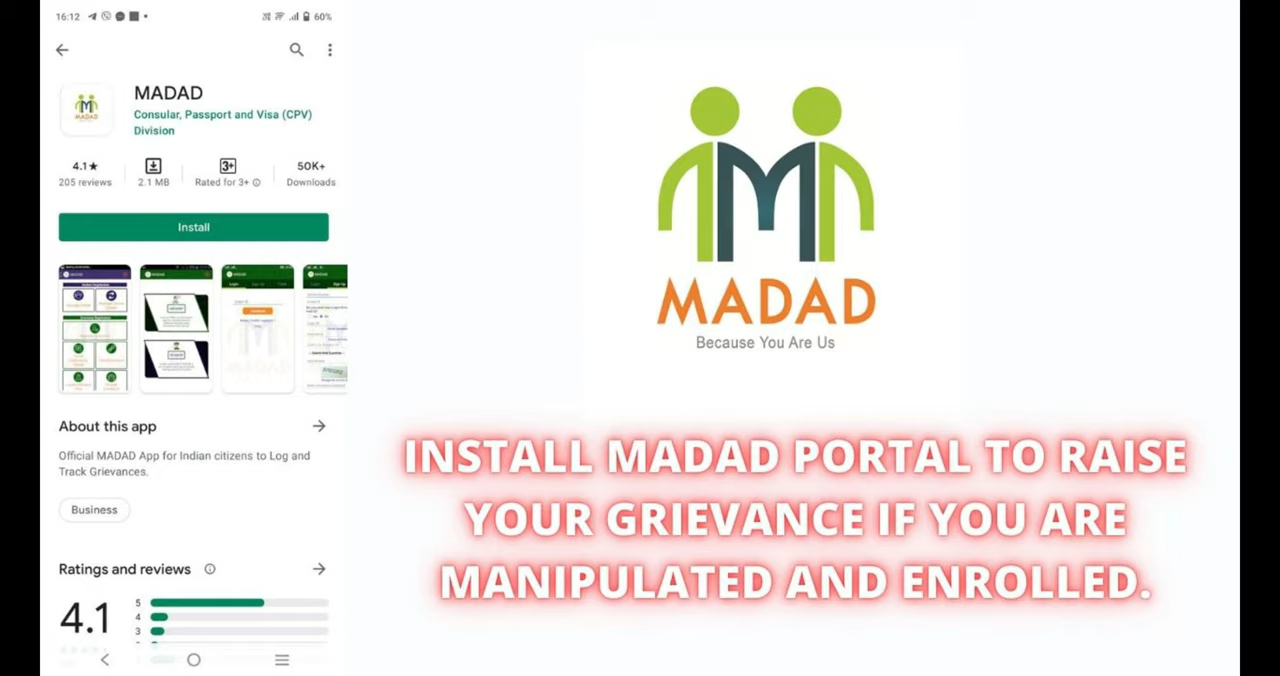 16:12
60%
MADAD
Consular, Passport and Visa (CPV)
Division
4.1★
205 reviews
2.1 MB
3+
Rated for 3+
50K+
Downloads
Install
About this app
Official MADAD App for Indian citizens to Log and
Track Grievances.
Business
Ratings and reviews
4.1
5
4
3
MADAD
Because You Are Us
INSTALL MADAD PORTAL TO RAISE
YOUR GRIEVANCE IF YOU ARE
MANIPULATED AND ENROLLED.